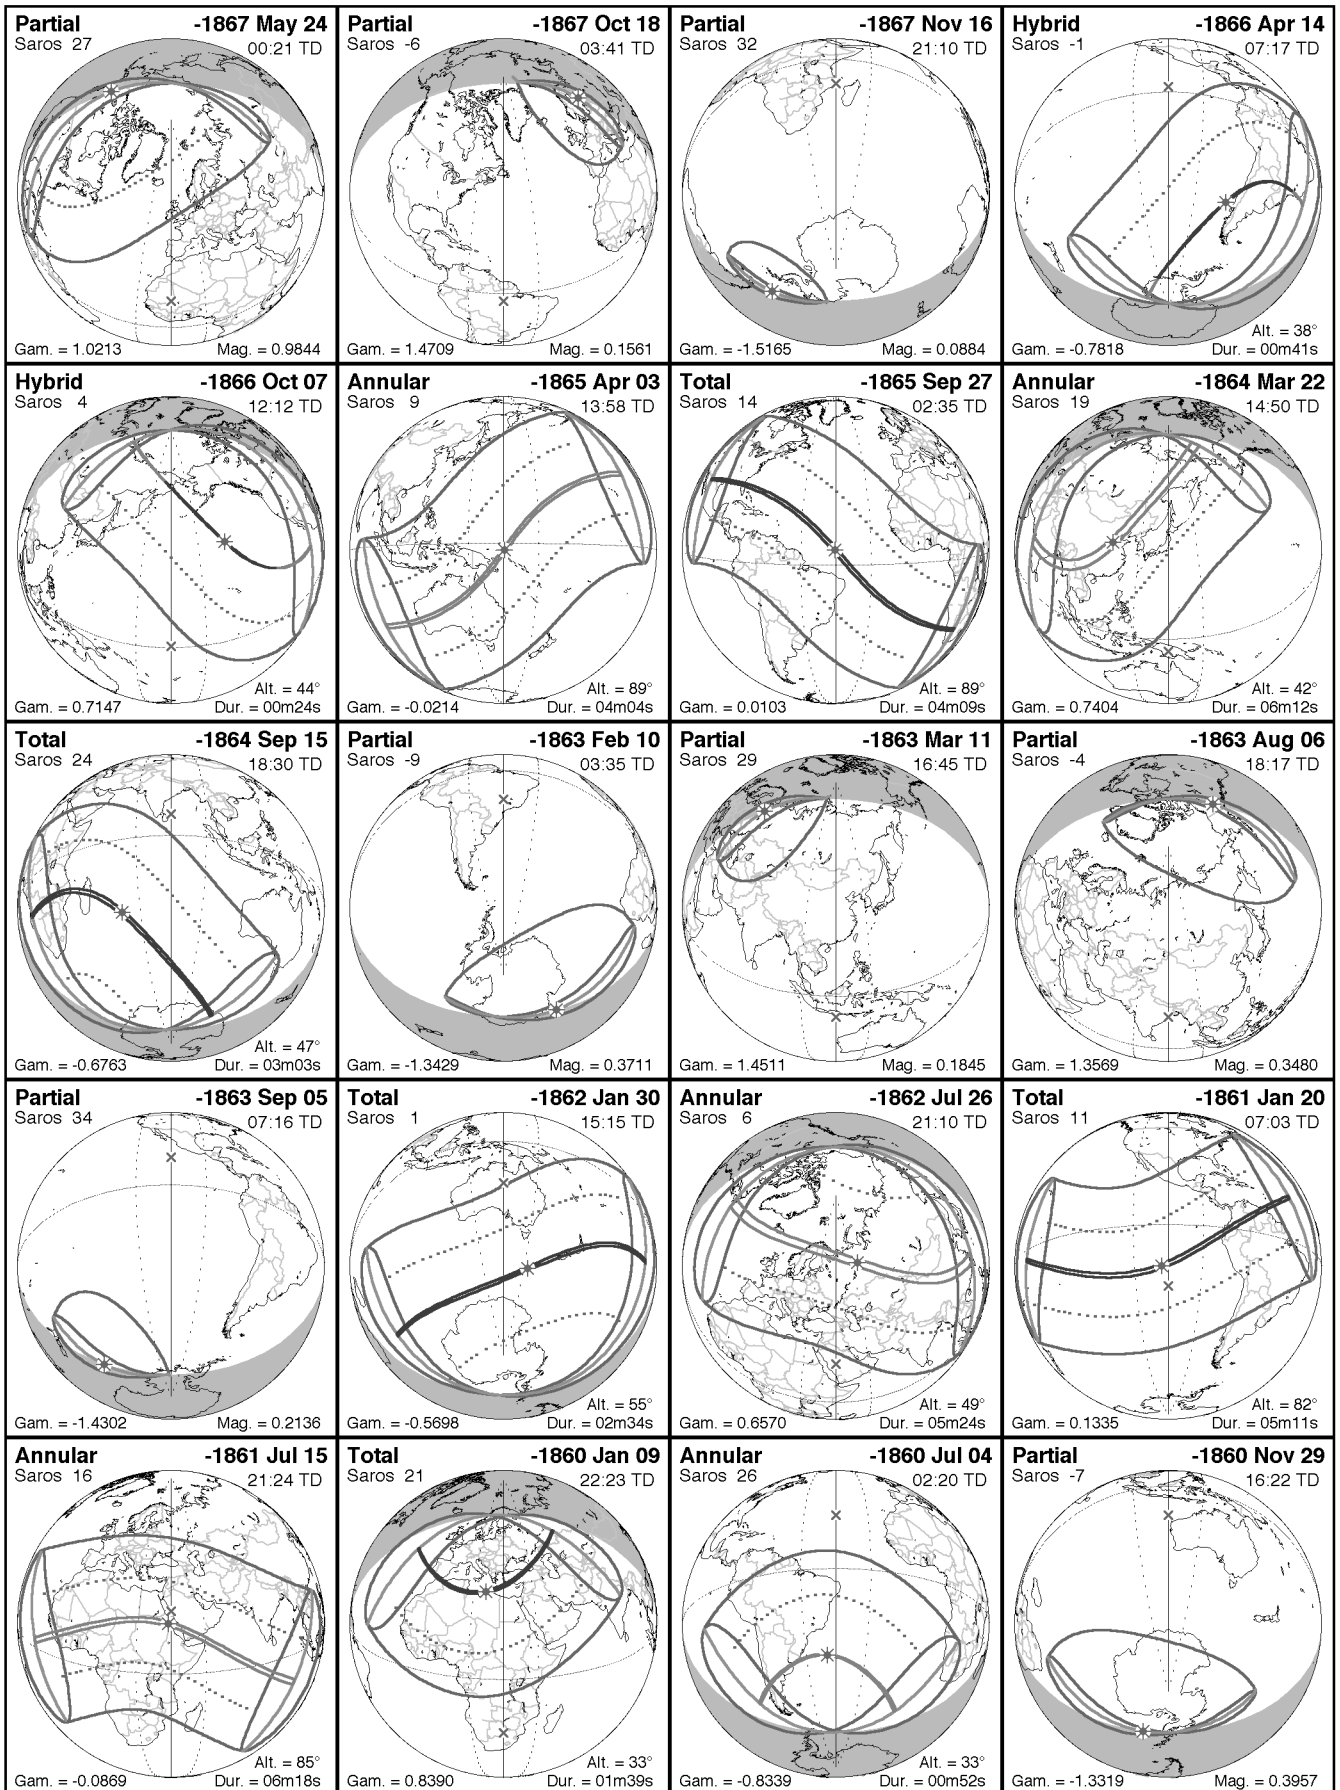 Partial -1867 May 24
Saros 27 00:21 TD
Gam. = 1.0213 Mag. = 0.9844
Partial -1867 Oct 18
Saros -6 03:41 TD
Gam. = 1.4709 Mag. = 0.1561
Partial -1867 Nov 16
Saros 32 21:10 TD
Gam. = -1.5165 Mag. = 0.0884
Hybrid -1866 Apr 14
Saros -1 07:17 TD
Alt. = 38°
Gam. = -0.7818 Dur. = 00m41s
Hybrid -1866 Oct 07
Saros 4 12:12 TD
Alt. = 44°
Gam. = 0.7147 Dur. = 00m24s
Annular -1865 Apr 03
Saros 9 13:58 TD
Alt. = 89°
Gam. = -0.0214 Dur. = 04m04s
Total -1865 Sep 27
Saros 14 02:35 TD
Alt. = 89°
Gam. = 0.0103 Dur. = 04m09s
Annular -1864 Mar 22
Saros 19 14:50 TD
Alt. = 42°
Gam. = 0.7404 Dur. = 06m12s
Total -1864 Sep 15
Saros 24 18:30 TD
Alt. = 47°
Gam. = -0.6763 Dur. = 03m03s
Partial -1863 Feb 10
Saros -9 03:35 TD
Gam. = -1.3429 Mag. = 0.3711
Partial -1863 Mar 11
Saros 29 16:45 TD
Gam. = 1.4511 Mag. = 0.1845
Partial -1863 Aug 06
Saros -4 18:17 TD
Gam. = 1.3569 Mag. = 0.3480
Partial -1863 Sep 05
Saros 34 07:16 TD
Gam. = -1.4302 Mag. = 0.2136
Total -1862 Jan 30
Saros 1 15:15 TD
Alt. = 55°
Gam. = -0.5698 Dur. = 02m34s
Annular -1862 Jul 26
Saros 6 21:10 TD
Alt. = 49°
Gam. = 0.6570 Dur. = 05m24s
Total -1861 Jan 20
Saros 11 07:03 TD
Alt. = 82°
Gam. = 0.1335 Dur. = 05m11s
Annular -1861 Jul 15
Saros 16 21:24 TD
Alt. = 85°
Gam. = -0.0869 Dur. = 06m18s
Total -1860 Jan 09
Saros 21 22:23 TD
Alt. = 33°
Gam. = 0.8390 Dur. = 01m39s
Annular -1860 Jul 04
Saros 26 02:20 TD
Alt. = 33°
Gam. = -0.8339 Dur. = 00m52s
Partial -1860 Nov 29
Saros -7 16:22 TD
Gam. = -1.3319 Mag. = 0.3957